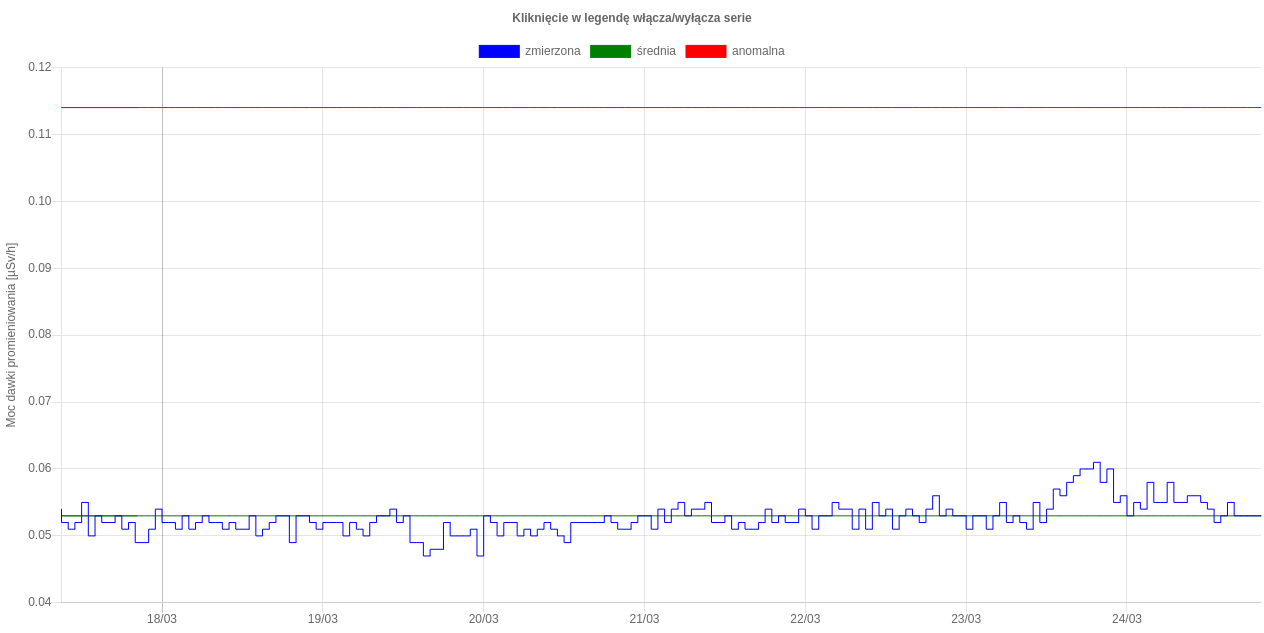 Kliknięcie w legendę włącza/wyłącza serie
zmierzona średnia anomalna
Moc dawki promieniowania [µSv/h]
0.12
0.11
0.10
0.09
0.08
0.07
0.06
0.05
0.04
18/03 19/03 20/03 21/03 22/03 23/03 24/03